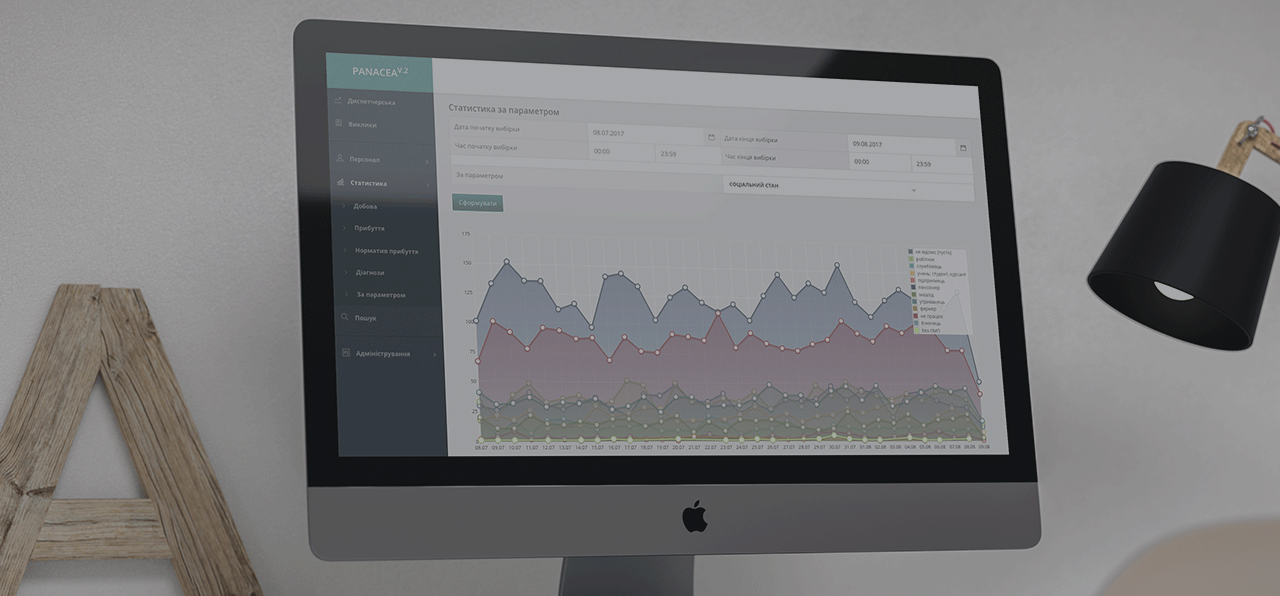 PANACEA V.2
Диспетчерська
Виклики
Персонал
Статистика
Добова
Прибуття
Норматив прибуття
Діагнози
За параметром
Пошук
Адміністрування
Статистика за параметром
Дата початку вибірки 08.07.2017 Дата кінця вибірки 09.08.2017
Час початку вибірки 00:00 23:59 Час кінця вибірки 00:00 23:59
За параметром СОЦІАЛЬНИЙ СТАН
Сформувати
175
150
125
100
75
50
25
не відомо (пусто)
робітник
службовець
учень, студент, курсант
підприємець
пенсіонер
інвалід
утриманець
фермер
не працює
біженець
без ПМП
08.07 09.07 10.07 11.07 12.07 13.07 14.07 15.07 16.07 17.07 18.07 19.07 20.07 21.07 22.07 23.07 24.07 25.07 26.07 27.07 28.07 29.07 30.07 31.07 01.08 02.08 03.08 04.08 05.08 06.08 07.08 08.08 09.08